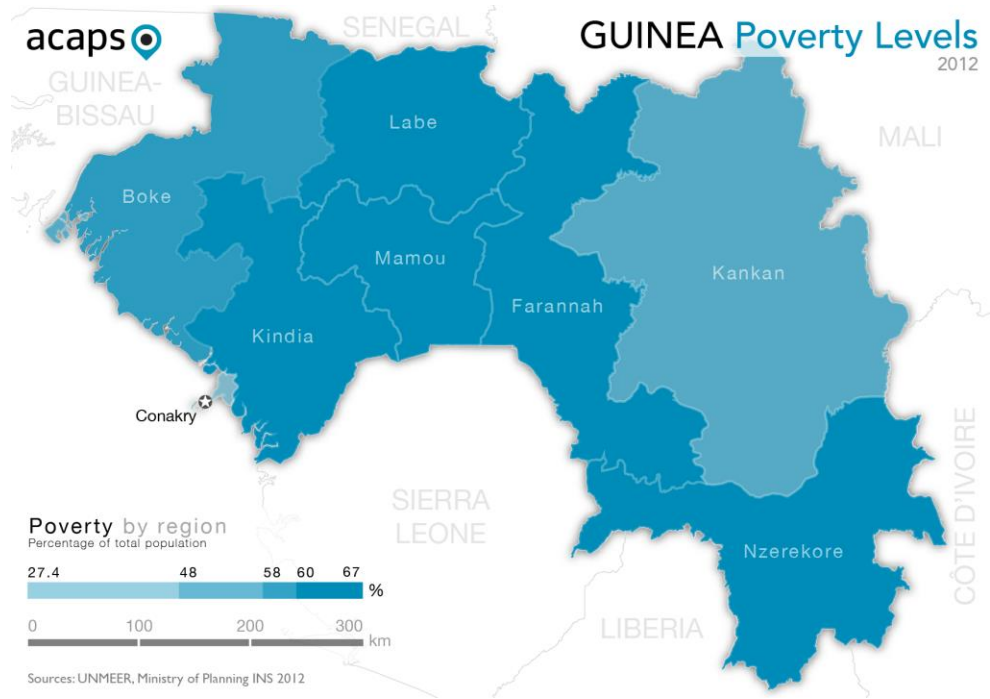 acaps
GUINEA Poverty Levels
2012
SENEGAL
GUINEA-
BISSAU
MALI
Labe
Boke
Mamou
Kankan
Farannah
Kindia
Conakry
SIERRA
LEONE
CÔTE D'IVOIRE
Nzerekore
LIBERIA
Poverty by region
Percentage of total population
27.4 48 58 60 67
%
0 100 200 300
km
Sources: UNMEER, Ministry of Planning INS 2012